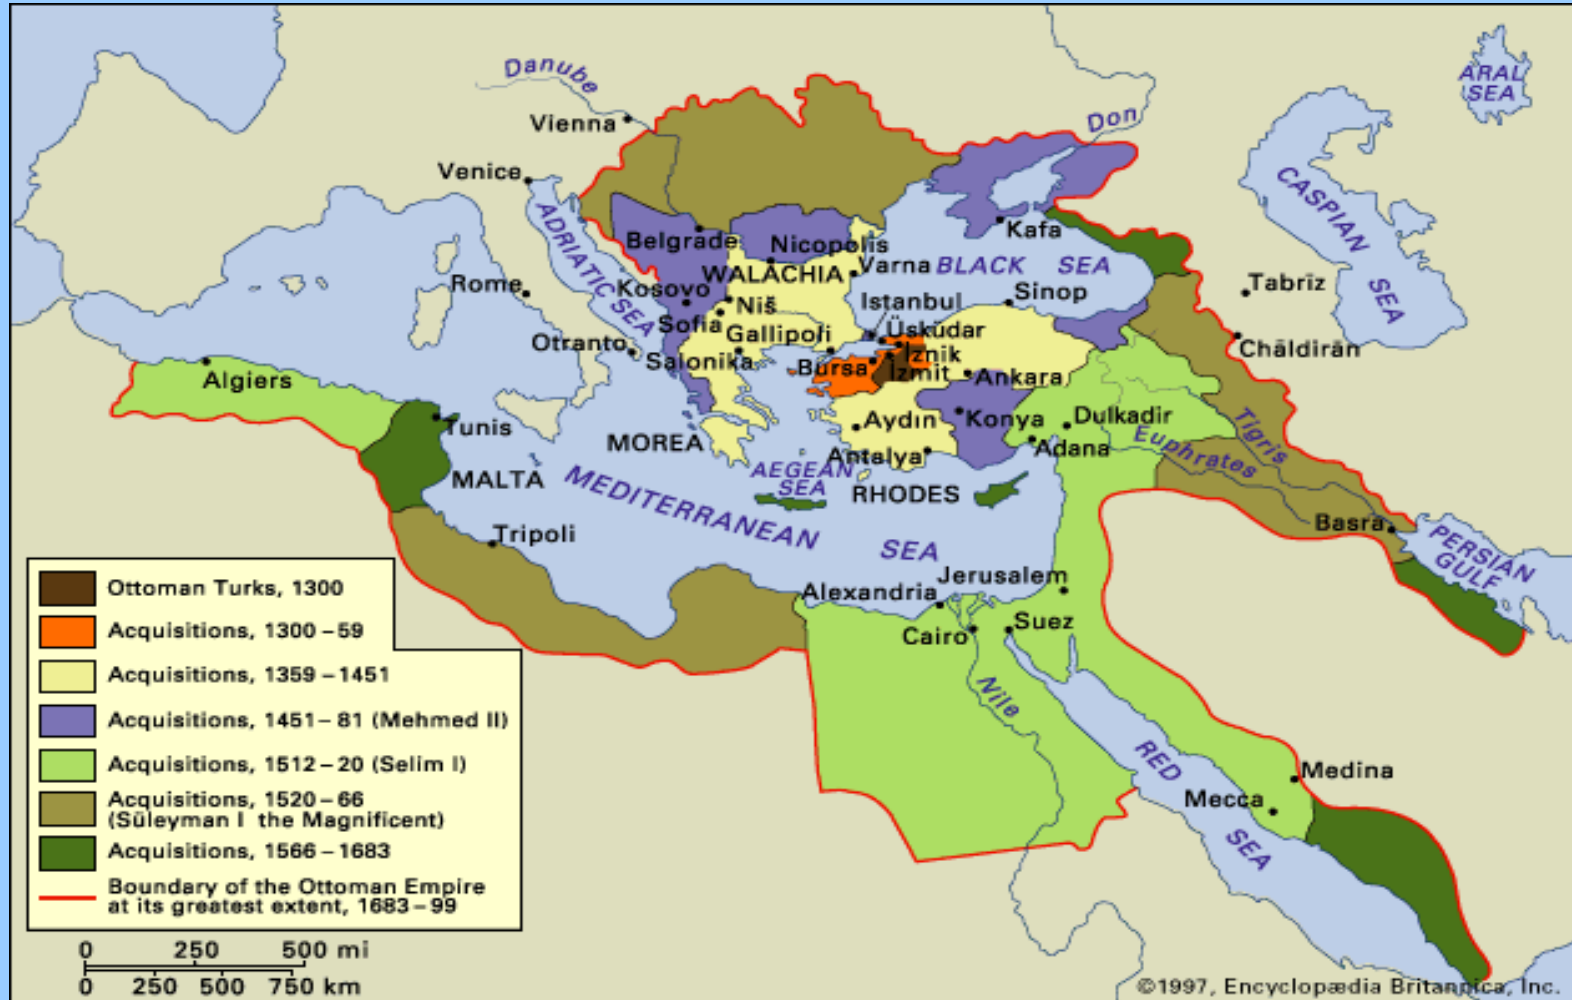 Danube
Vienna
Don
ARAL
SEA
Venice
ADRIATIC SEA
Belgrade
Nicopolis
Kafa
CASPIAN
SEA
WALACHIA
Varna
BLACK SEA
Tabrīz
Rome
Kosovo
Niš
Istanbul
Sinop
Sofia
Gallipoli
Üsküdar
Otranto
Salonika
Bursa
İznik
İzmit
Ankara
Chāldirān
Algiers
Tunis
MOREA
Aydın
Konya
Dulkadir
Antalya
Adana
Euphrates
Tigris
MALTA
MEDITERRANEAN
SEA
AEGEAN
SEA
RHODES
Basra
PERSIAN
GULF
Tripoli
Alexandria
Jerusalem
Cairo
Suez
Nile
RED
SEA
Medina
Mecca
Ottoman Turks, 1300
Acquisitions, 1300–59
Acquisitions, 1359–1451
Acquisitions, 1451–81 (Mehmed II)
Acquisitions, 1512–20 (Selim I)
Acquisitions, 1520–66
(Süleyman I the Magnificent)
Acquisitions, 1566–1683
Boundary of the Ottoman Empire
at its greatest extent, 1683–99
0 250 500 mi
0 250 500 750 km
©1997, Encyclopædia Britannica, Inc.